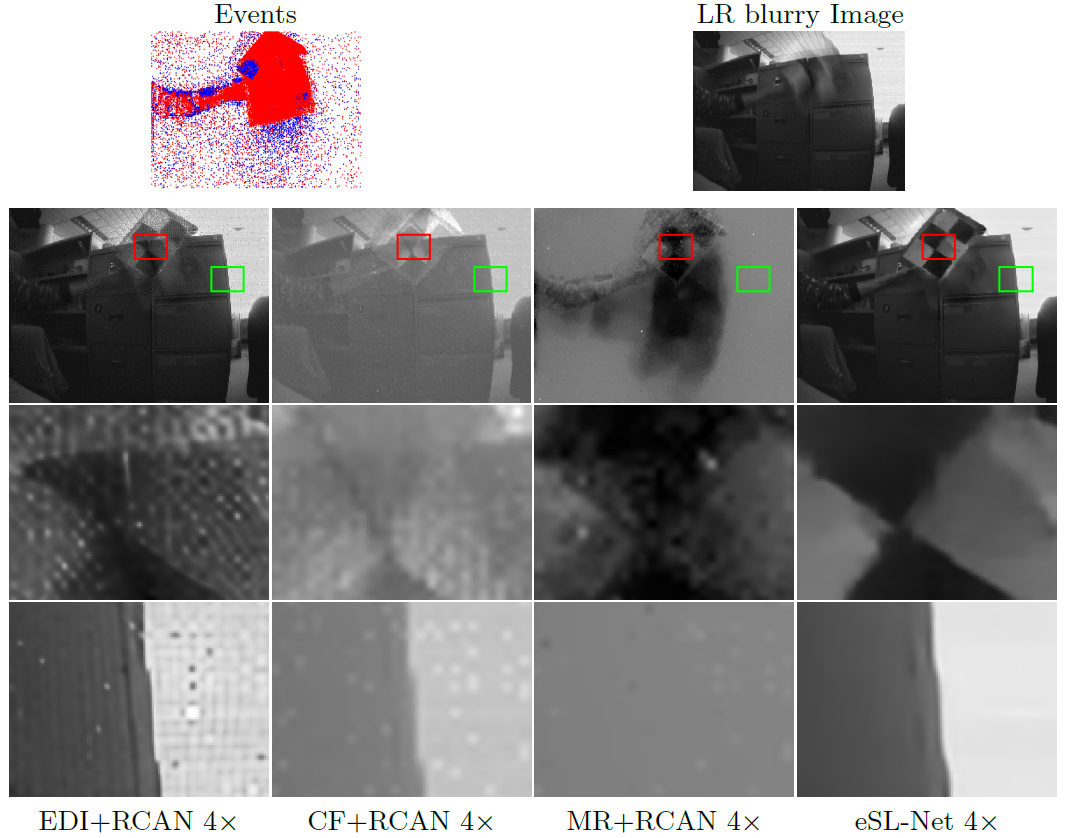 Events
LR blurry Image
EDI+RCAN 4×
CF+RCAN 4×
MR+RCAN 4×
eSL-Net 4×